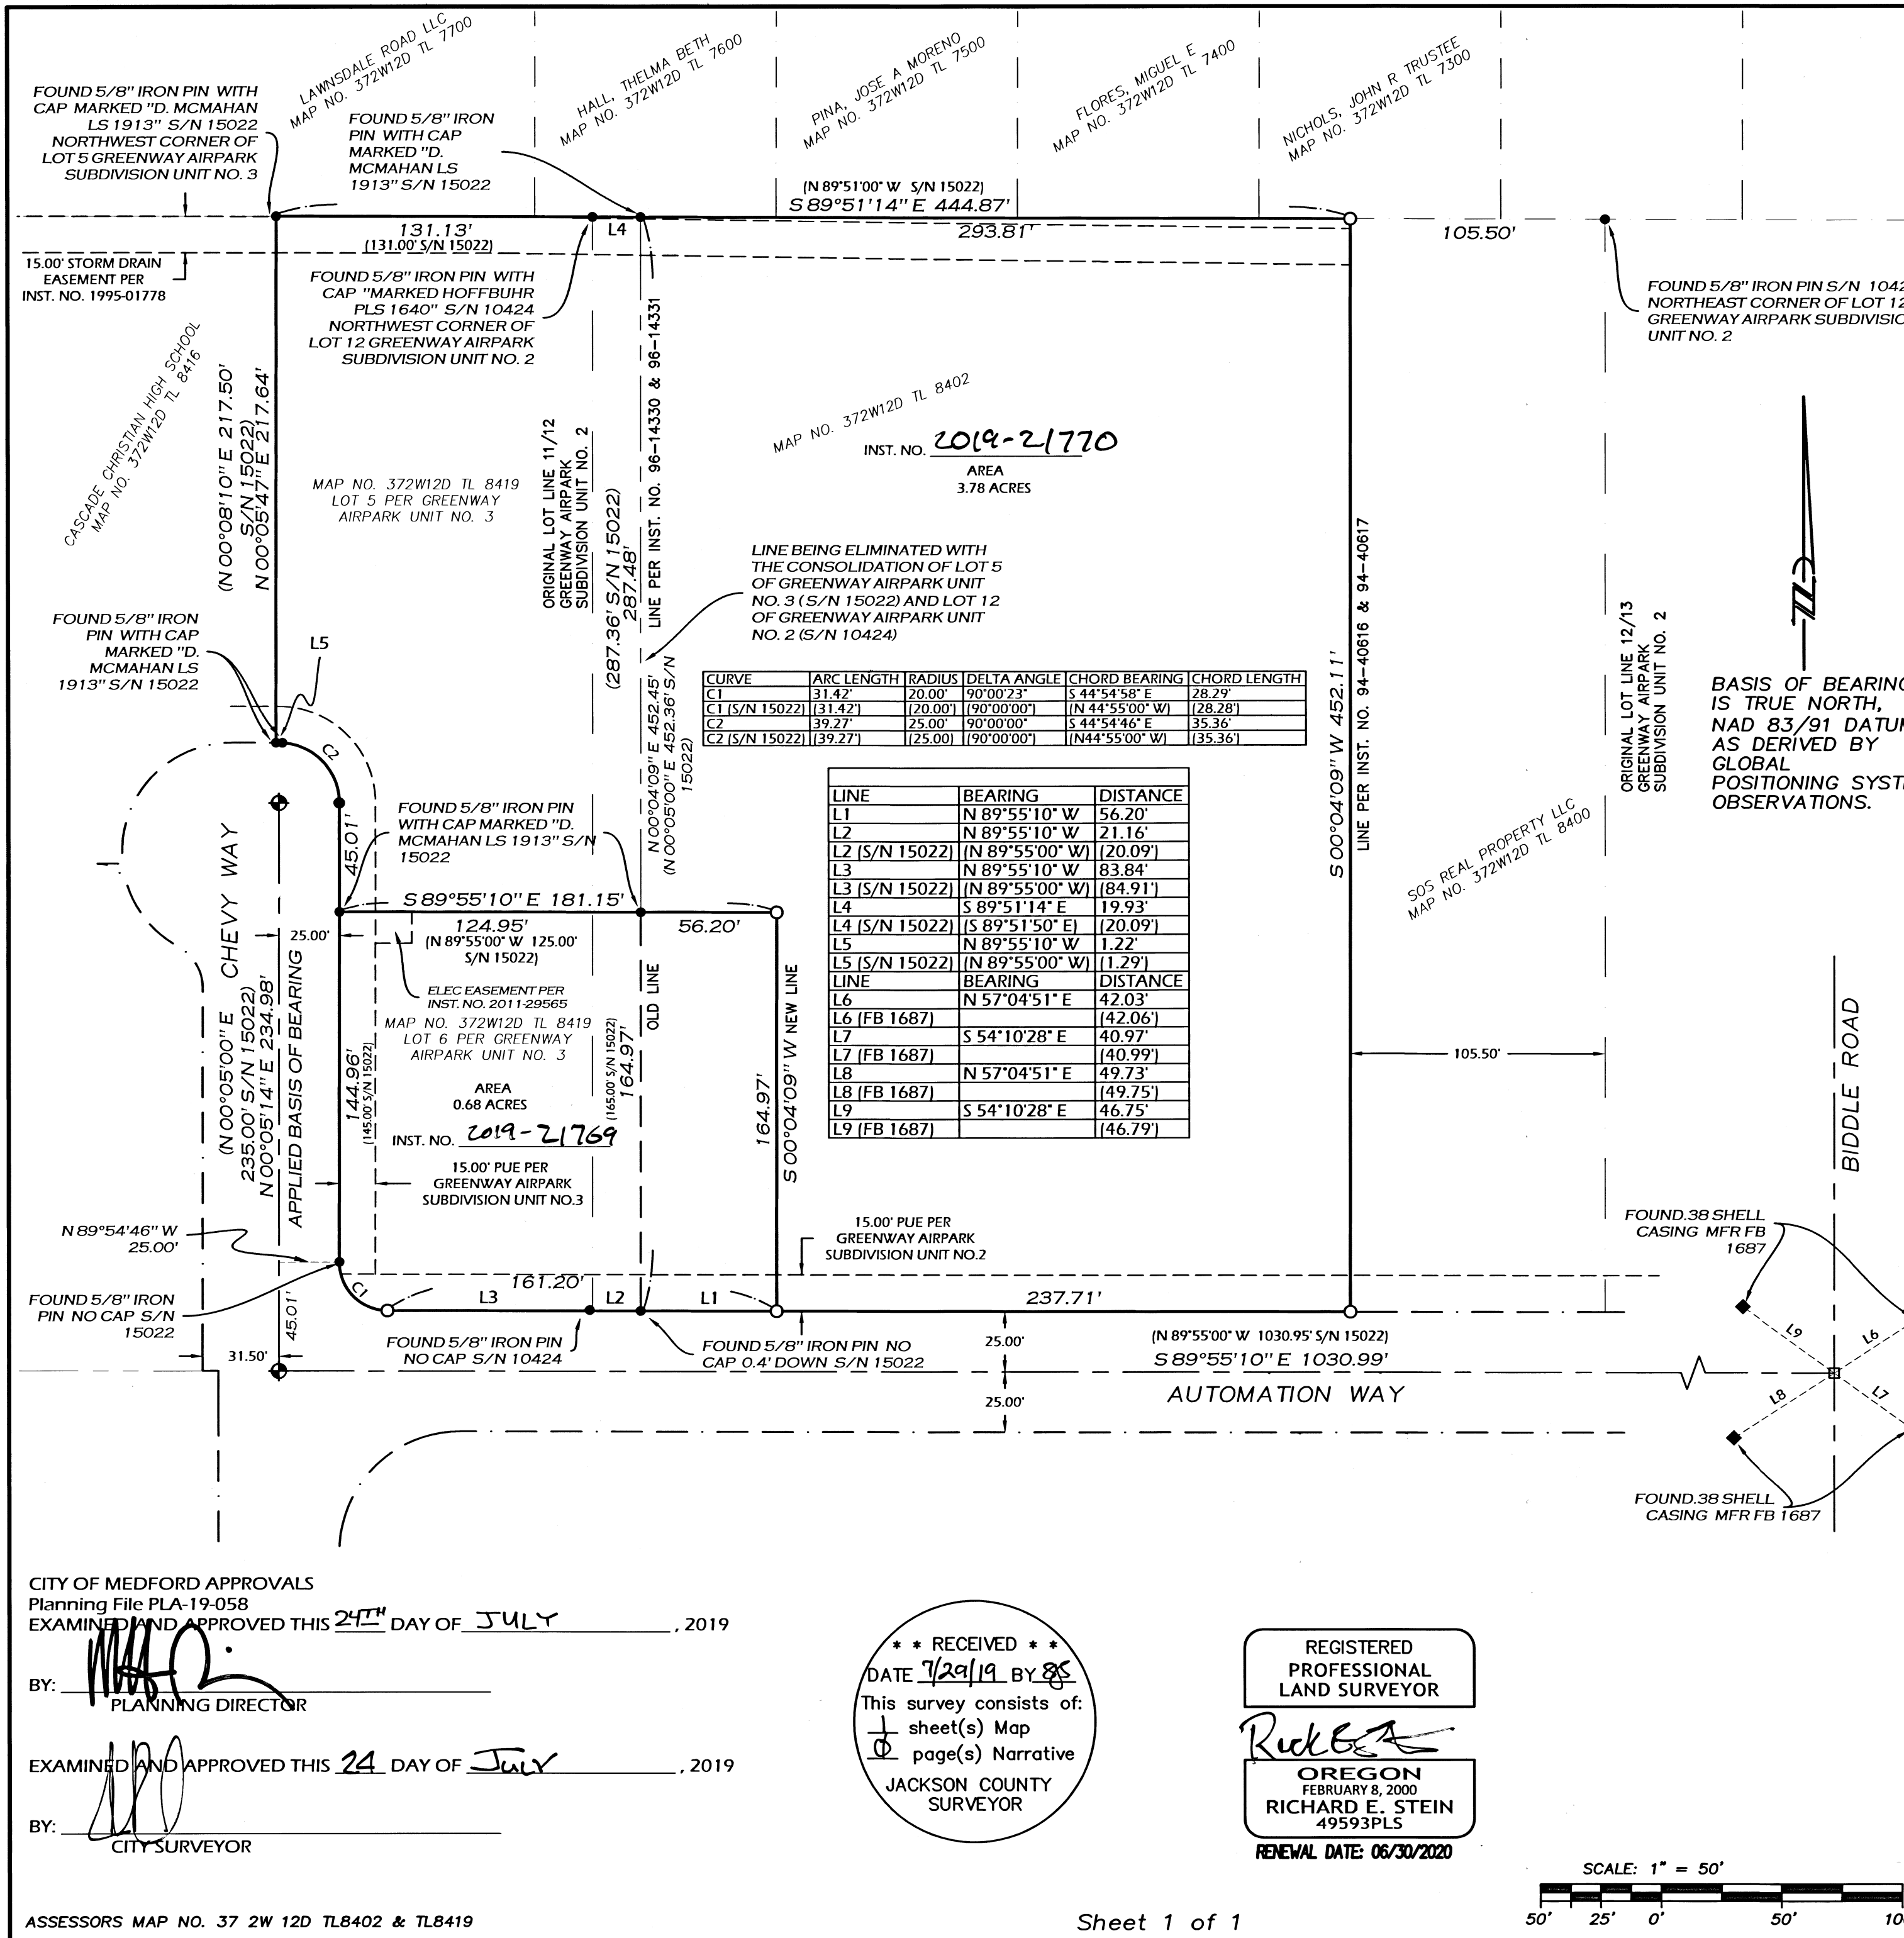 LAWNSDALE ROAD LLC
MAP NO. 372W12D TL 7700
HALL, THELMA BETH
MAP NO. 372W12D TL 7600
PINA, JOSE A MORENO
MAP NO. 372W12D TL 7500
FLORES, MIGUEL E
MAP NO. 372W12D TL 7400
NICHOLS, JOHN R TRUSTEE
MAP NO. 372W12D TL 7300
FOUND 5/8" IRON PIN WITH
CAP MARKED "D. MCMAHAN
LS 1913" S/N 15022
NORTHWEST CORNER OF
LOT 5 GREENWAY AIRPARK
SUBDIVISION UNIT NO. 3
FOUND 5/8" IRON
PIN WITH CAP
MARKED "D.
MCMAHAN LS
1913" S/N 15022
(N 89°51'00" W S/N 15022)
S 89°51'14" E 444.87'
131.13'
(131.00' S/N 15022)
L4
293.81'
105.50'
15.00' STORM DRAIN
EASEMENT PER
INST. NO. 1995-01778
FOUND 5/8" IRON PIN WITH
CAP "MARKED HOFFBUHR
PLS 1640" S/N 10424
NORTHWEST CORNER OF
LOT 12 GREENWAY AIRPARK
SUBDIVISION UNIT NO. 2
FOUND 5/8" IRON PIN S/N 1042
NORTHEAST CORNER OF LOT 12
GREENWAY AIRPARK SUBDIVISIO
UNIT NO. 2
CASCADE CHRISTIAN HIGH SCHOOL
MAP NO. 372W12D TL 8416
(N 00°08'10" E 217.50'
S/N 15022)
N 00°05'47" E 217.64'
MAP NO. 372W12D TL 8419
LOT 5 PER GREENWAY
AIRPARK UNIT NO. 3
ORIGINAL LOT LINE 11/12
GREENWAY AIRPARK
SUBDIVISION UNIT NO. 2
(287.36' S/N 15022)
287.48'
LINE PER INST. NO. 96-14330 & 96-14331
MAP NO. 372W12D TL 8402
INST. NO. 2019-21770
AREA
3.78 ACRES
LINE BEING ELIMINATED WITH
THE CONSOLIDATION OF LOT 5
OF GREENWAY AIRPARK UNIT
NO. 3 (S/N 15022) AND LOT 12
OF GREENWAY AIRPARK UNIT
NO. 2 (S/N 10424)
N 00°04'09" E 452.45'
(N 00°05'00" E 452.36' S/N
15022)
S 00°04'09" W 452.11'
LINE PER INST. NO. 94-40616 & 94-40617
ORIGINAL LOT LINE 12/13
GREENWAY AIRPARK
SUBDIVISION UNIT NO. 2
BASIS OF BEARING
IS TRUE NORTH,
NAD 83/91 DATUM
AS DERIVED BY
GLOBAL
POSITIONING SYSTE
OBSERVATIONS.
FOUND 5/8" IRON
PIN WITH CAP
MARKED "D.
MCMAHAN LS
1913" S/N 15022
L5
C2
CURVE ARC LENGTH RADIUS DELTA ANGLE CHORD BEARING CHORD LENGTH
C1 31.42' 20.00' 90°00'23" S 44°54'58" E 28.29'
C1 (S/N 15022) (31.42') (20.00') (90°00'00") (N 44°55'00" W) (28.28')
C2 39.27' 25.00' 90°00'00" S 44°54'46" E 35.36'
C2 (S/N 15022) (39.27') (25.00) (90°00'00") (N44°55'00" W) (35.36')
LINE BEARING DISTANCE
L1 N 89°55'10" W 56.20'
L2 N 89°55'10" W 21.16'
L2 (S/N 15022) (N 89°55'00" W) (20.09')
L3 N 89°55'10" W 83.84'
L3 (S/N 15022) (N 89°55'00" W) (84.91')
L4 S 89°51'14" E 19.93'
L4 (S/N 15022) (S 89°51'50" E) (20.09')
L5 N 89°55'10" W 1.22'
L5 (S/N 15022) (N 89°55'00" W) (1.29')
LINE BEARING DISTANCE
L6 N 57°04'51" E 42.03'
L6 (FB 1687) (42.06')
L7 S 54°10'28" E 40.97'
L7 (FB 1687) (40.99')
L8 N 57°04'51" E 49.73'
L8 (FB 1687) (49.75')
L9 S 54°10'28" E 46.75'
L9 (FB 1687) (46.79')
SOS REAL PROPERTY LLC
MAP NO. 372W12D TL 8400
FOUND 5/8" IRON PIN
WITH CAP MARKED "D.
MCMAHAN LS 1913" S/N
15022
45.01'
S 89°55'10" E 181.15'
124.95'
(N 89°55'00" W 125.00'
S/N 15022)
56.20'
25.00'
CHEVY WAY
(N 00°05'00" E
235.00' S/N 15022)
N 00°05'14" E 234.98'
APPLIED BASIS OF BEARING
144.96'
(145.00' S/N 15022)
ELEC EASEMENT PER
INST. NO. 2011-29565
MAP NO. 372W12D TL 8419
LOT 6 PER GREENWAY
AIRPARK UNIT NO. 3
AREA
0.68 ACRES
INST. NO. 2019-21769
15.00' PUE PER
GREENWAY AIRPARK
SUBDIVISION UNIT NO.3
(165.00' S/N 15022)
164.97'
OLD LINE
164.97'
S 00°04'09" W NEW LINE
105.50'
BIDDLE ROAD
15.00' PUE PER
GREENWAY AIRPARK
SUBDIVISION UNIT NO.2
N 89°54'46" W
25.00'
FOUND 5/8" IRON
PIN NO CAP S/N
15022
C1
45.01'
31.50'
161.20'
L3
L2
L1
237.71'
FOUND 5/8" IRON PIN
NO CAP S/N 10424
FOUND 5/8" IRON PIN NO
CAP 0.4' DOWN S/N 15022
25.00'
25.00'
(N 89°55'00" W 1030.95' S/N 15022)
S 89°55'10" E 1030.99'
AUTOMATION WAY
FOUND.38 SHELL
CASING MFR FB
1687
L9
L6
L8
L7
FOUND.38 SHELL
CASING MFR FB 1687
CITY OF MEDFORD APPROVALS
Planning File PLA-19-058
EXAMINED AND APPROVED THIS 24TH DAY OF JULY , 2019
BY:
PLANNING DIRECTOR
EXAMINED AND APPROVED THIS 24 DAY OF July , 2019
BY:
CITY SURVEYOR
* * RECEIVED * *
DATE 7/29/19 BY
This survey consists of:
1 sheet(s) Map
0 page(s) Narrative
JACKSON COUNTY
SURVEYOR
REGISTERED
PROFESSIONAL
LAND SURVEYOR
OREGON
FEBRUARY 8, 2000
RICHARD E. STEIN
49593PLS
RENEWAL DATE: 06/30/2020
SCALE: 1" = 50'
50' 25' 0' 50' 10
ASSESSORS MAP NO. 37 2W 12D TL8402 & TL8419
Sheet 1 of 1